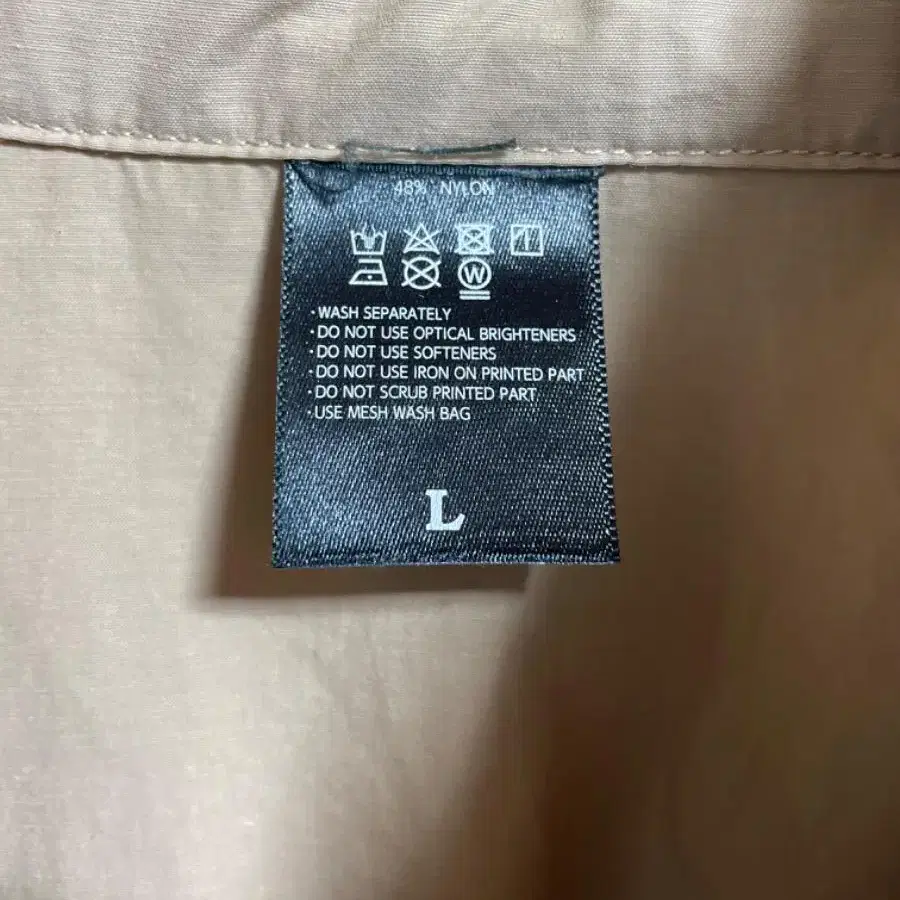 48% NYLON
W
·WASH SEPARATELY
·DO NOT USE OPTICAL BRIGHTENERS
·DO NOT USE SOFTENERS
·DO NOT USE IRON ON PRINTED PART
·DO NOT SCRUB PRINTED PART
·USE MESH WASH BAG
L